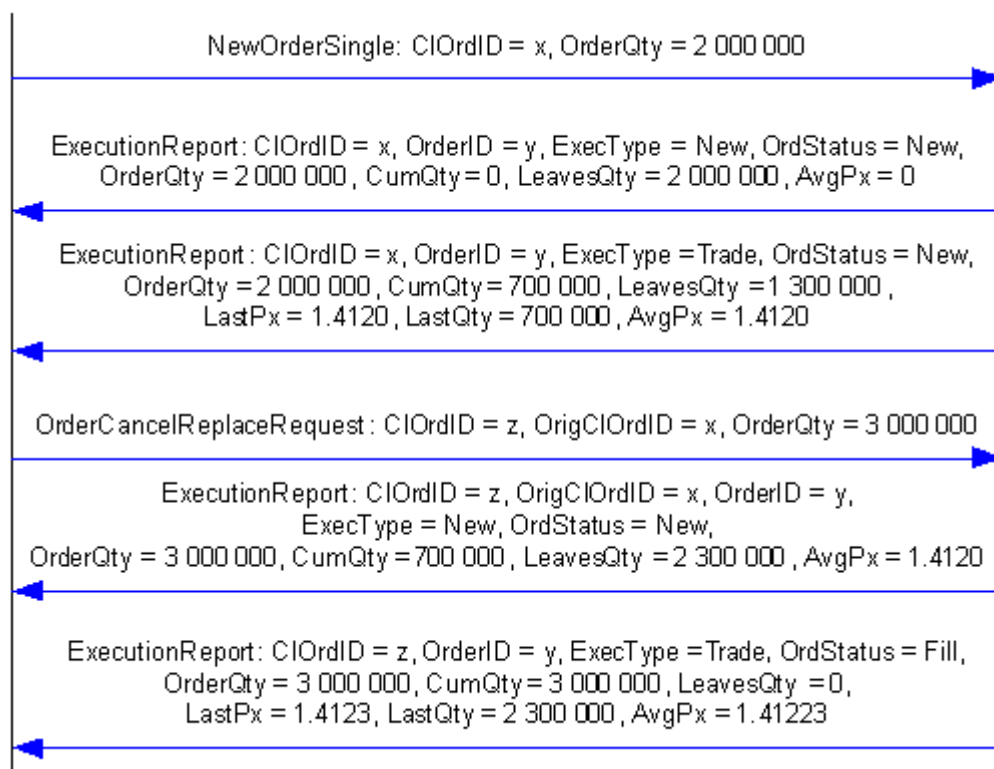 NewOrderSingle: ClOrdID = x, OrderQty = 2 000 000
ExecutionReport: ClOrdID = x, OrderID = y, ExecType = New, OrdStatus = New,
OrderQty = 2 000 000, CumQty = 0, LeavesQty = 2 000 000, AvgPx = 0
ExecutionReport: ClOrdID = x, OrderID = y, ExecType =Trade, OrdStatus = New,
OrderQty = 2 000 000, CumQty = 700 000, LeavesQty =1 300 000,
LastPx = 1.4120, LastQty = 700 000, AvgPx = 1.4120
OrderCancelReplaceRequest: ClOrdID = z, OrigClOrdID = x, OrderQty = 3 000 000
ExecutionReport: ClOrdID = z, OrigClOrdID = x, OrderID = y,
ExecType = New, OrdStatus = New,
OrderQty = 3 000 000, CumQty =700 000, LeavesQty = 2 300 000, AvgPx = 1.4120
ExecutionReport: ClOrdID = z, OrderID = y, ExecType =Trade, OrdStatus = Fill,
OrderQty = 3 000 000, CumQty = 3 000 000, LeavesQty =0,
LastPx = 1.4123, LastQty = 2 300 000, AvgPx = 1.41223